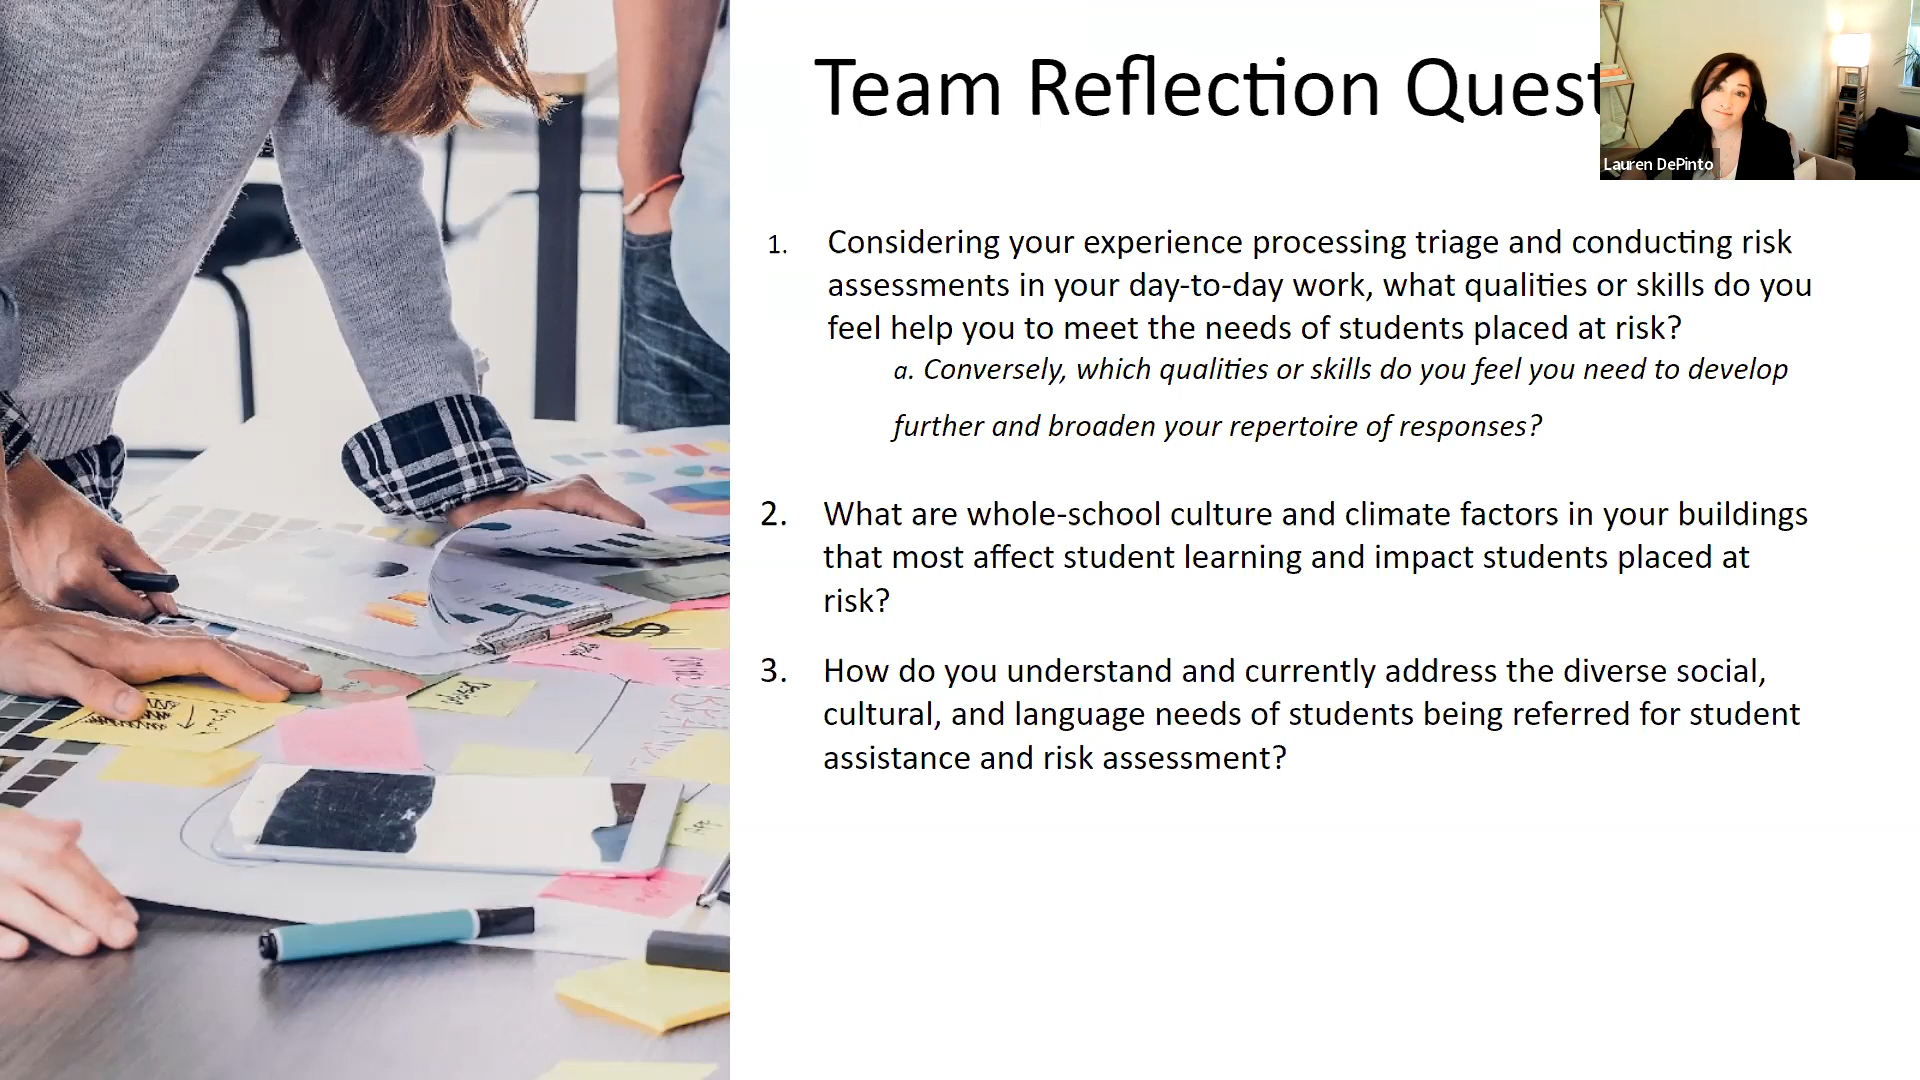 Team Reflection Quest
Lauren DePinto
1. Considering your experience processing triage and conducting risk
assessments in your day-to-day work, what qualities or skills do you
feel help you to meet the needs of students placed at risk?
a. Conversely, which qualities or skills do you feel you need to develop
further and broaden your repertoire of responses?
2. What are whole-school culture and climate factors in your buildings
that most affect student learning and impact students placed at
risk?
3. How do you understand and currently address the diverse social,
cultural, and language needs of students being referred for student
assistance and risk assessment?